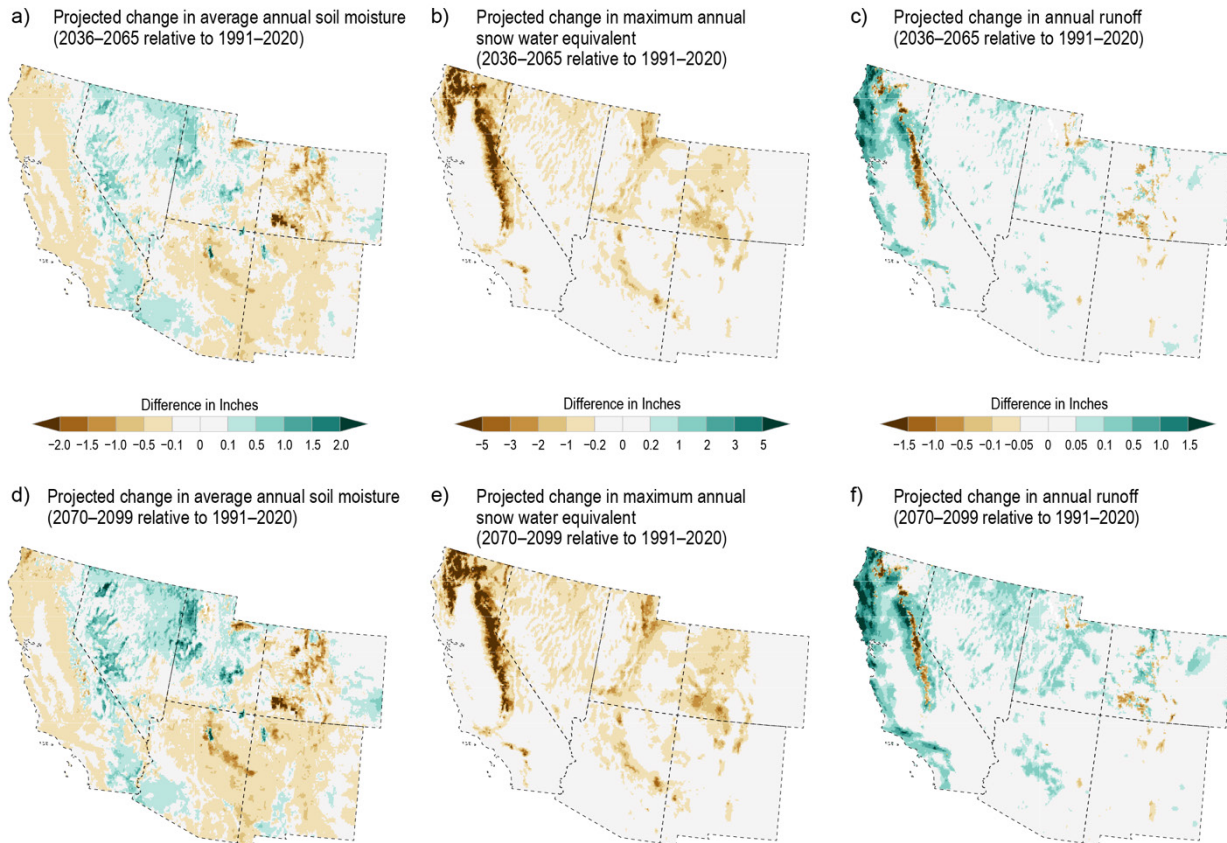 a) Projected change in average annual soil moisture
(2036–2065 relative to 1991–2020)
b) Projected change in maximum annual
snow water equivalent
(2036–2065 relative to 1991–2020)
c) Projected change in annual runoff
(2036–2065 relative to 1991–2020)
Difference in Inches
−2.0 −1.5 −1.0 −0.5 −0.1 0 0.1 0.5 1.0 1.5 2.0
Difference in Inches
−5 −3 −2 −1 −0.2 0 0.2 1 2 3 5
Difference in Inches
−1.5 −1.0 −0.5 −0.1 −0.05 0 0.05 0.1 0.5 1.0 1.5
d) Projected change in average annual soil moisture
(2070–2099 relative to 1991–2020)
e) Projected change in maximum annual
snow water equivalent
(2070–2099 relative to 1991–2020)
f) Projected change in annual runoff
(2070–2099 relative to 1991–2020)